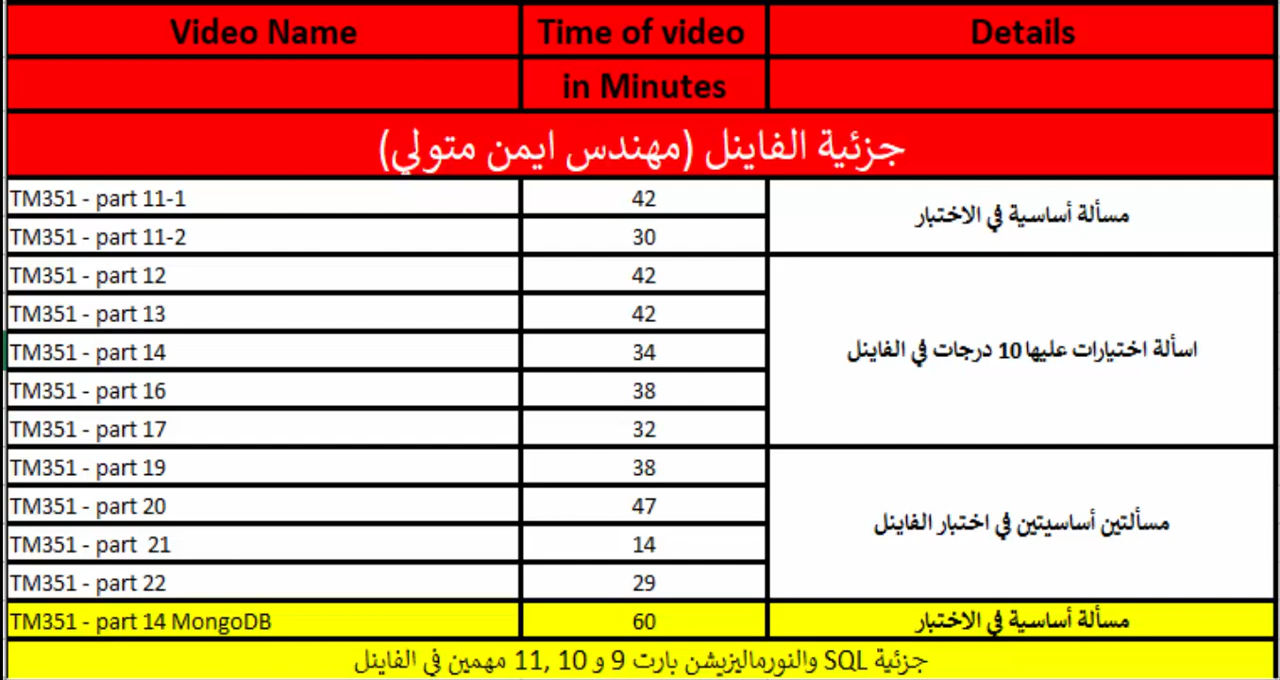 Video Name Time of video Details
in Minutes
جزئية الفاينل (مهندس ايمن متولي)
TM351 - part 11-1 42 مسألة أساسية في الاختبار
TM351 - part 11-2 30
TM351 - part 12 42 اسألة اختيارات عليها 10 درجات في الفاينل
TM351 - part 13 42
TM351 - part 14 34
TM351 - part 16 38
TM351 - part 17 32
TM351 - part 19 38 مسألتين أساسيتين في اختبار الفاينل
TM351 - part 20 47
TM351 - part 21 14
TM351 - part 22 29
TM351 - part 14 MongoDB 60 مسألة أساسية في الاختبار
جزئية SQL والنورماليزيشن بارت 9 و 10 ,11 مهمين في الفاينل